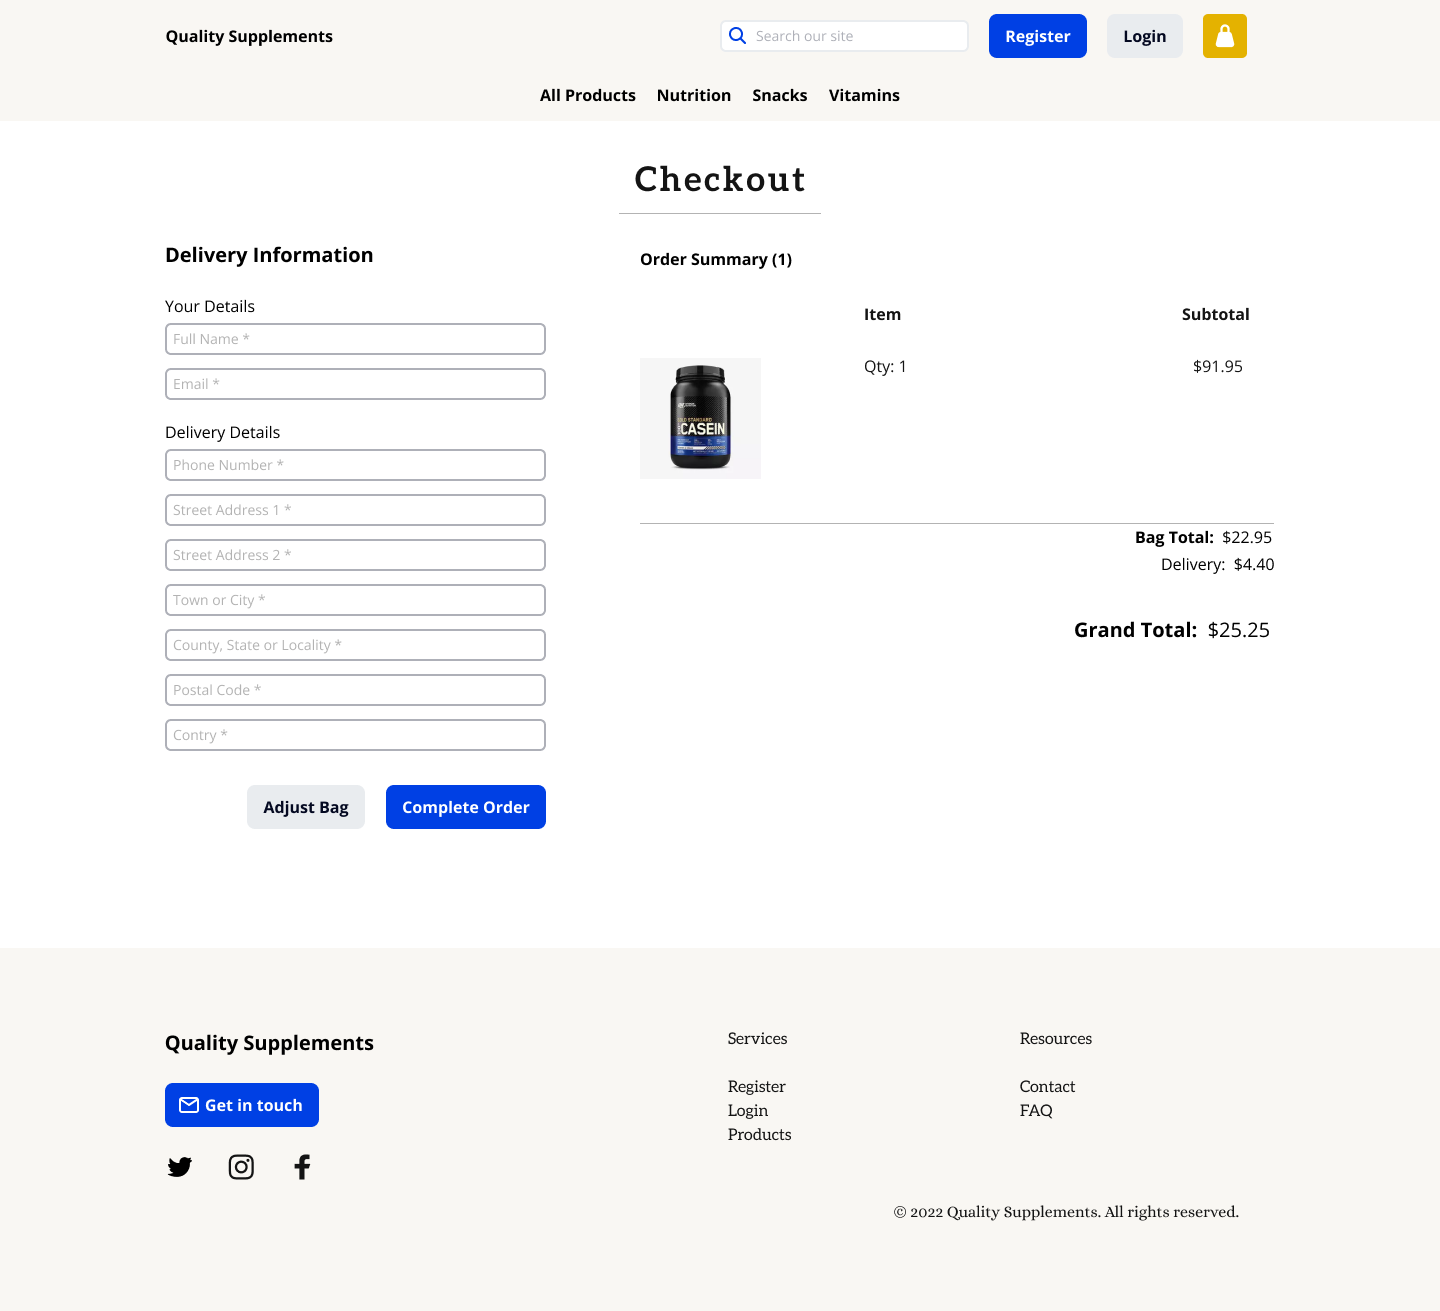 Quality Supplements
Search our site
Register
Login
All Products Nutrition Snacks Vitamins
Checkout
Delivery Information
Your Details
Full Name *
Email *
Delivery Details
Phone Number *
Street Address 1 *
Street Address 2 *
Town or City *
County, State or Locality *
Postal Code *
Contry *
Adjust Bag
Complete Order
Order Summary (1)
Item Subtotal
Qty: 1 $91.95
GOLD STANDARD
CASEIN
Bag Total: $22.95
Delivery: $4.40
Grand Total: $25.25
Quality Supplements
Get in touch
Services
Register
Login
Products
Resources
Contact
FAQ
© 2022 Quality Supplements. All rights reserved.